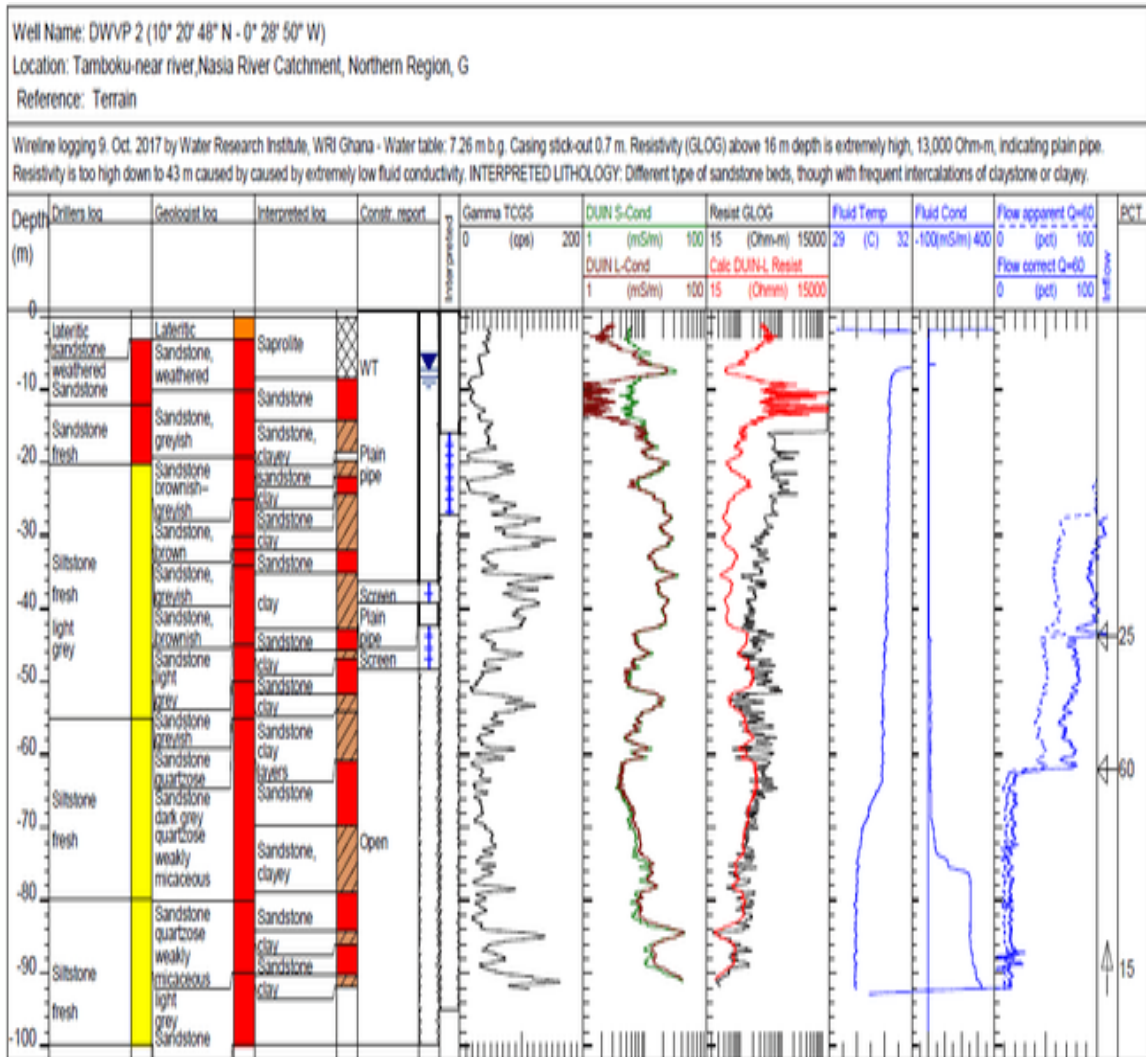 Well Name: DWVP 2 (10° 20' 48" N - 0° 28' 50" W)
Location: Tamboku-near river,Nasia River Catchment, Northern Region, G
Reference: Terrain
Wireline logging 9. Oct. 2017 by Water Research Institute, WRI Ghana - Water table: 7.26 m b.g. Casing stick-out 0.7 m. Resistivity (GLOG) above 16 m depth is extremely high, 13,000 Ohm-m, indicating plain pipe.
Resistivity is too high down to 43 m caused by caused by extremely low fluid conductivity. INTERPRETED LITHOLOGY: Different type of sandstone beds, though with frequent intercalations of claystone or clayey.
Depth
(m)
Drillers log
Geologist log
Interpreted log
Constr. report
Interpreted
Gamma TCGS
0 (cps) 200
DUIN S-Cond
1 (mS/m) 100
DUIN L-Cond
1 (mS/m) 100
Resist GLOG
15 (Ohm-m) 15000
Calc DUIN-L Resist
15 (Ohmm) 15000
Fluid Temp
29 (C) 32
Fluid Cond
-100(mS/m) 400
Flow apparent Q=60
0 (pct) 100
Flow correct Q=60
0 (pct) 100
Inflow
PCT
0
-10
-20
-30
-40
-50
-60
-70
-80
-90
-100
lateritic
sandstone
weathered
Sandstone
Sandstone
fresh
Siltstone
fresh
light
grey
Siltstone
fresh
Siltstone
fresh
Lateritic
Sandstone,
weathered
Sandstone,
greyish
Sandstone
brownish-
greyish
Sandstone,
brown
Sandstone,
greyish
Sandstone,
brownish
Sandstone
light
grey
Sandstone
greyish
Sandstone
quartzose
Sandstone
dark grey
quartzose
weakly
micaceous
Sandstone
quartzose
weakly
micaceous
light
grey
Sandstone
Saprolite
Sandstone
Sandstone,
clayey
sandstone
clay
Sandstone
clay
Sandstone
clay
Sandstone
clay
Sandstone
clay
Sandstone
clay
layers
Sandstone
Sandstone,
clayey
Sandstone
clay
Sandstone
clay
WT
Plain
pipe
Screen
Plain
pipe
Screen
Open
25
60
15